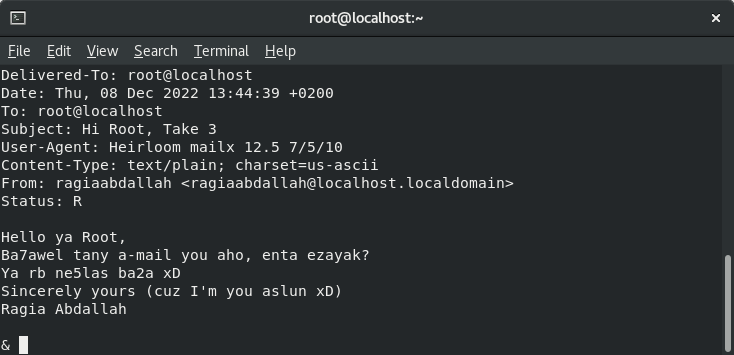 root@localhost:~
File Edit View Search Terminal Help
Delivered-To: root@localhost
Date: Thu, 08 Dec 2022 13:44:39 +0200
To: root@localhost
Subject: Hi Root, Take 3
User-Agent: Heirloom mailx 12.5 7/5/10
Content-Type: text/plain; charset=us-ascii
From: ragiaabdallah <ragiaabdallah@localhost.localdomain>
Status: R
Hello ya Root,
Ba7awel tany a-mail you aho, enta ezayak?
Ya rb ne5las ba2a xD
Sincerely yours (cuz I'm you aslun xD)
Ragia Abdallah
&